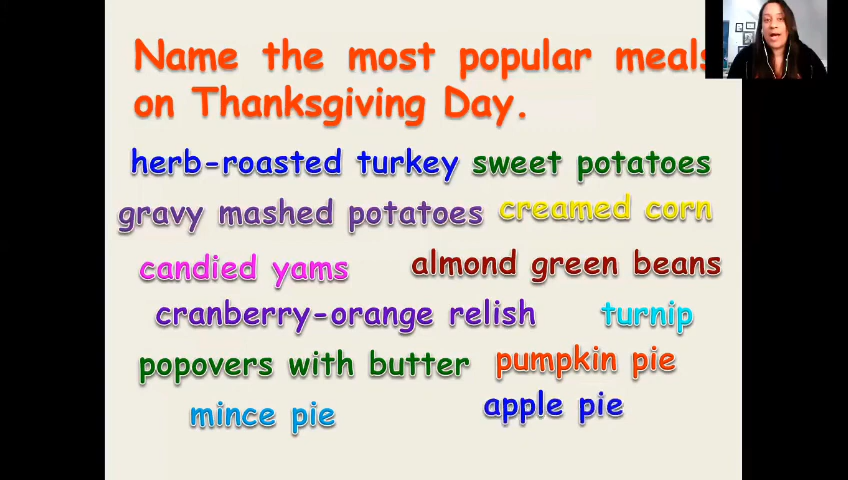 Name the most popular meals
on Thanksgiving Day.
herb-roasted turkey sweet potatoes
gravy mashed potatoes creamed corn
candied yams almond green beans
cranberry-orange relish turnip
popovers with butter pumpkin pie
mince pie apple pie